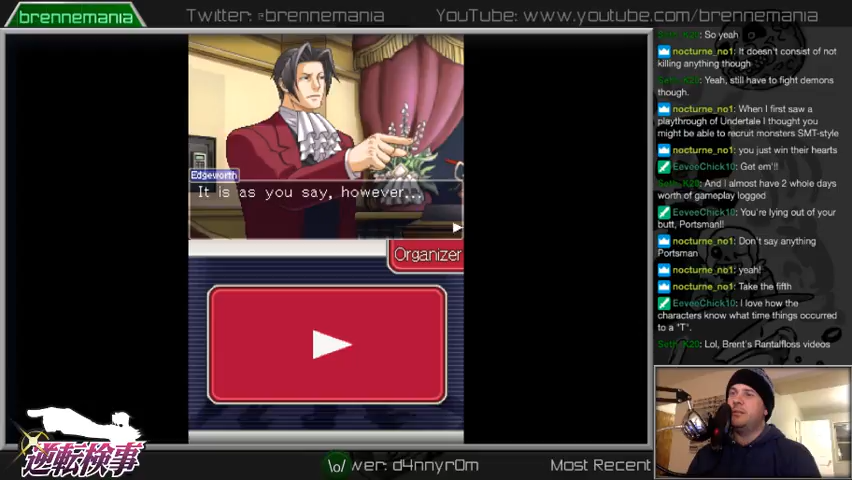 brennemania
Twitter: @brennemania
YouTube: www.youtube.com/brennemania
Edgeworth
It is as you say, however...
Organizer
Seth_K20: So yeah
nocturne_no1: It doesn't consist of not
killing anything though
Seth_K20: Yeah, still have to fight demons
though.
nocturne_no1: When I first saw a
playthrough of Undertale I thought you
might be able to recruit monsters SMT-style
nocturne_no1: you just win their hearts
EeveeChick10: Get em'!!
Seth_K20: And I almost have 2 whole days
worth of gameplay logged
EeveeChick10: You're lying out of your
butt, Portsman!!
nocturne_no1: Don't say anything
Portsman
nocturne_no1: yeah!
nocturne_no1: Take the fifth
EeveeChick10: I love how the
characters know what time things occurred
to a "T".
Seth_K20: Lol, Brent's Rantalfloss videos
逆転検事
\o/
wer: d4nnyr0m
Most Recent